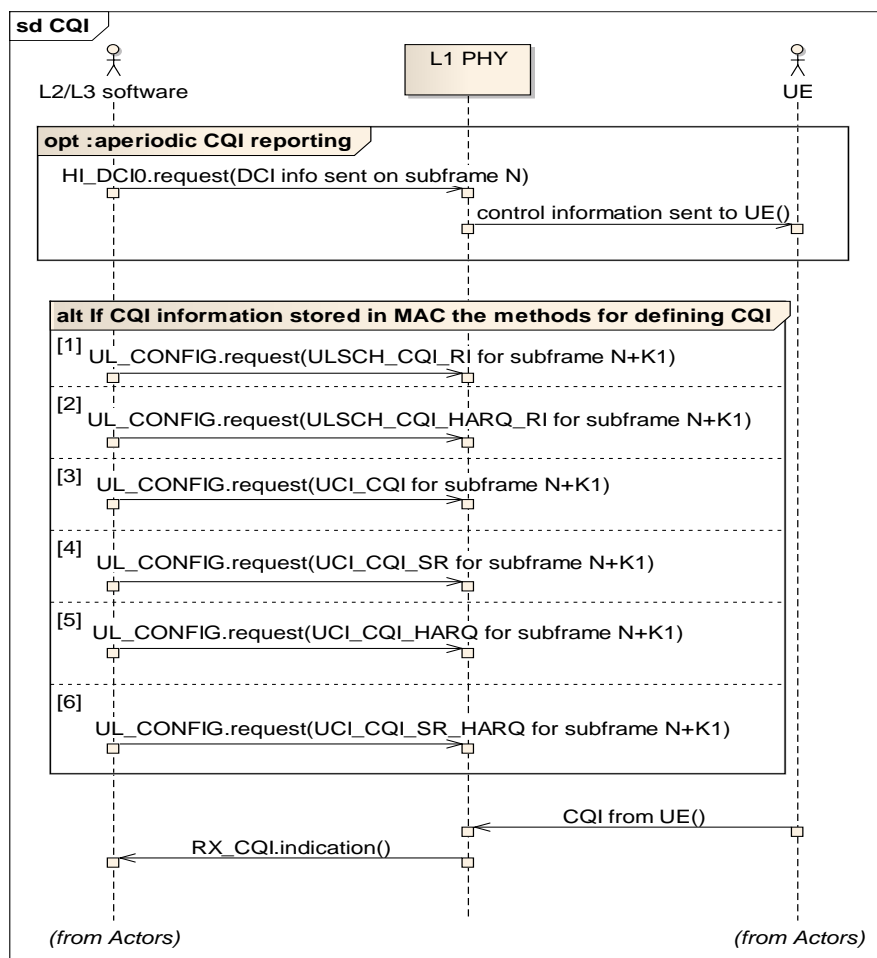 sd CQI
L2/L3 software
L1 PHY
UE
opt :aperiodic CQI reporting
HI_DCI0.request(DCI info sent on subframe N)
control information sent to UE()
alt If CQI information stored in MAC the methods for defining CQI
[1]
UL_CONFIG.request(ULSCH_CQI_RI for subframe N+K1)
[2]
UL_CONFIG.request(ULSCH_CQI_HARQ_RI for subframe N+K1)
[3]
UL_CONFIG.request(UCI_CQI for subframe N+K1)
[4]
UL_CONFIG.request(UCI_CQI_SR for subframe N+K1)
[5]
UL_CONFIG.request(UCI_CQI_HARQ for subframe N+K1)
[6]
UL_CONFIG.request(UCI_CQI_SR_HARQ for subframe N+K1)
CQI from UE()
RX_CQI.indication()
(from Actors)
(from Actors)